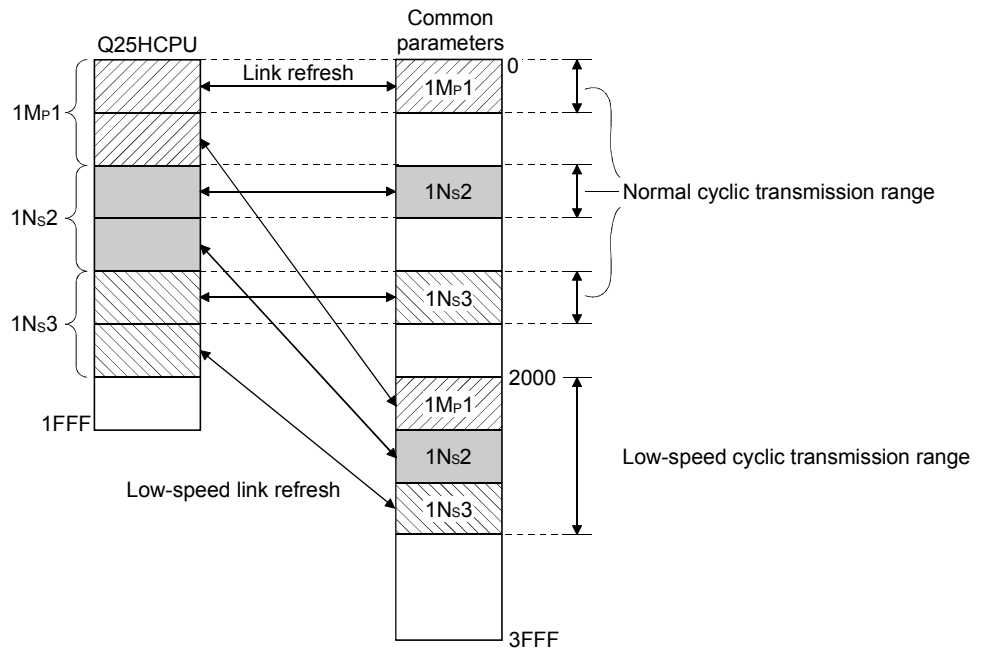 Q25HCPU
Common
parameters
Link refresh
0
1MP1
1MP1
1NS2
1NS2
Normal cyclic transmission range
1NS3
1NS3
2000
1MP1
1FFF
1NS2
Low-speed cyclic transmission range
Low-speed link refresh
1NS3
3FFF